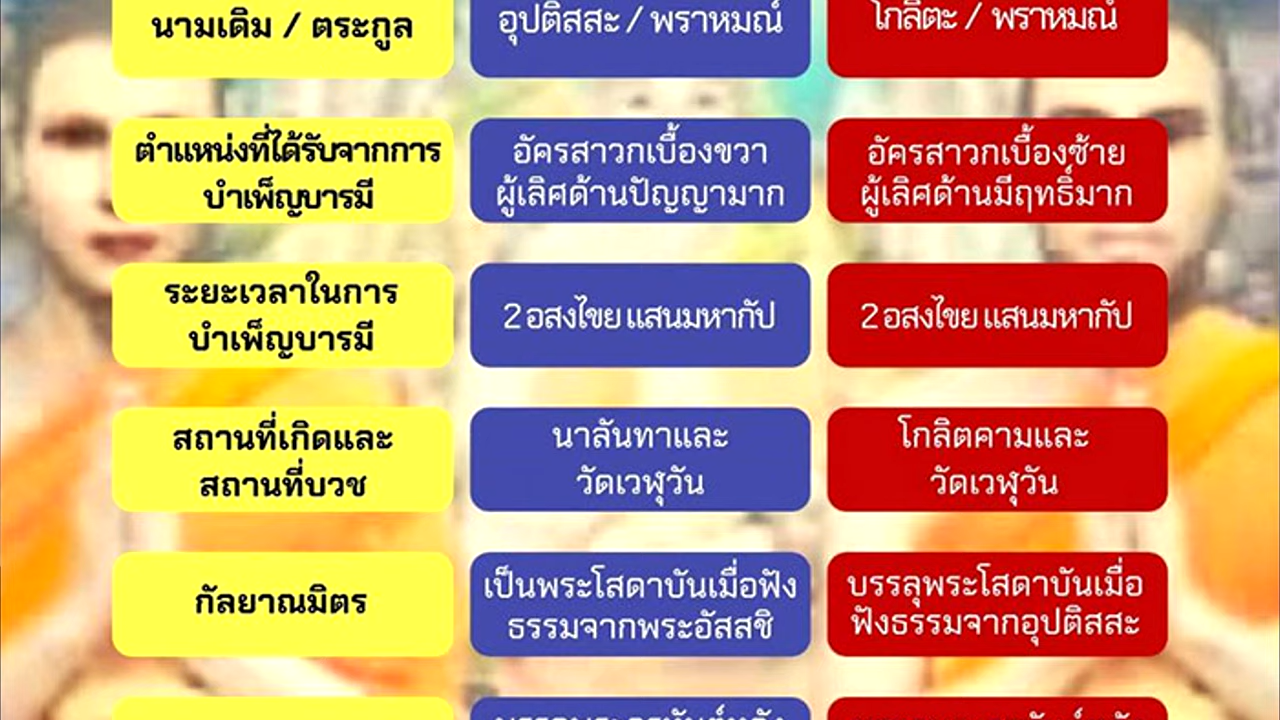 นามเดิม / ตระกูล
อุปติสสะ / พราหมณ์
โกลิตะ / พราหมณ์
ตำแหน่งที่ได้รับจากการ
บำเพ็ญบารมี
อัครสาวกเบื้องขวา
ผู้เลิศด้านปัญญามาก
อัครสาวกเบื้องซ้าย
ผู้เลิศด้านมีฤทธิ์มาก
ระยะเวลาในการ
บำเพ็ญบารมี
2 อสงไขย แสนมหากัป
2 อสงไขย แสนมหากัป
สถานที่เกิดและ
สถานที่บวช
นาลันทาและ
วัดเวฬุวัน
โกลิตคามและ
วัดเวฬุวัน
กัลยาณมิตร
เป็นพระโสดาบันเมื่อฟัง
ธรรมจากพระอัสสชิ
บรรลุพระโสดาบันเมื่อ
ฟังธรรมจากอุปติสสะ